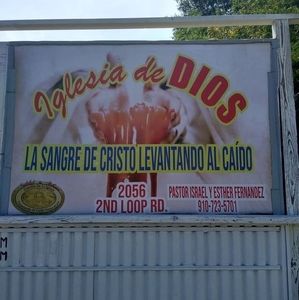 Iglesia de DIOS
LA SANGRE DE CRISTO LEVANTANDO AL CAÍDO
2056
2ND LOOP RD.
PASTOR ISRAEL Y ESTHER FERNANDEZ
910-723-5701
M
M